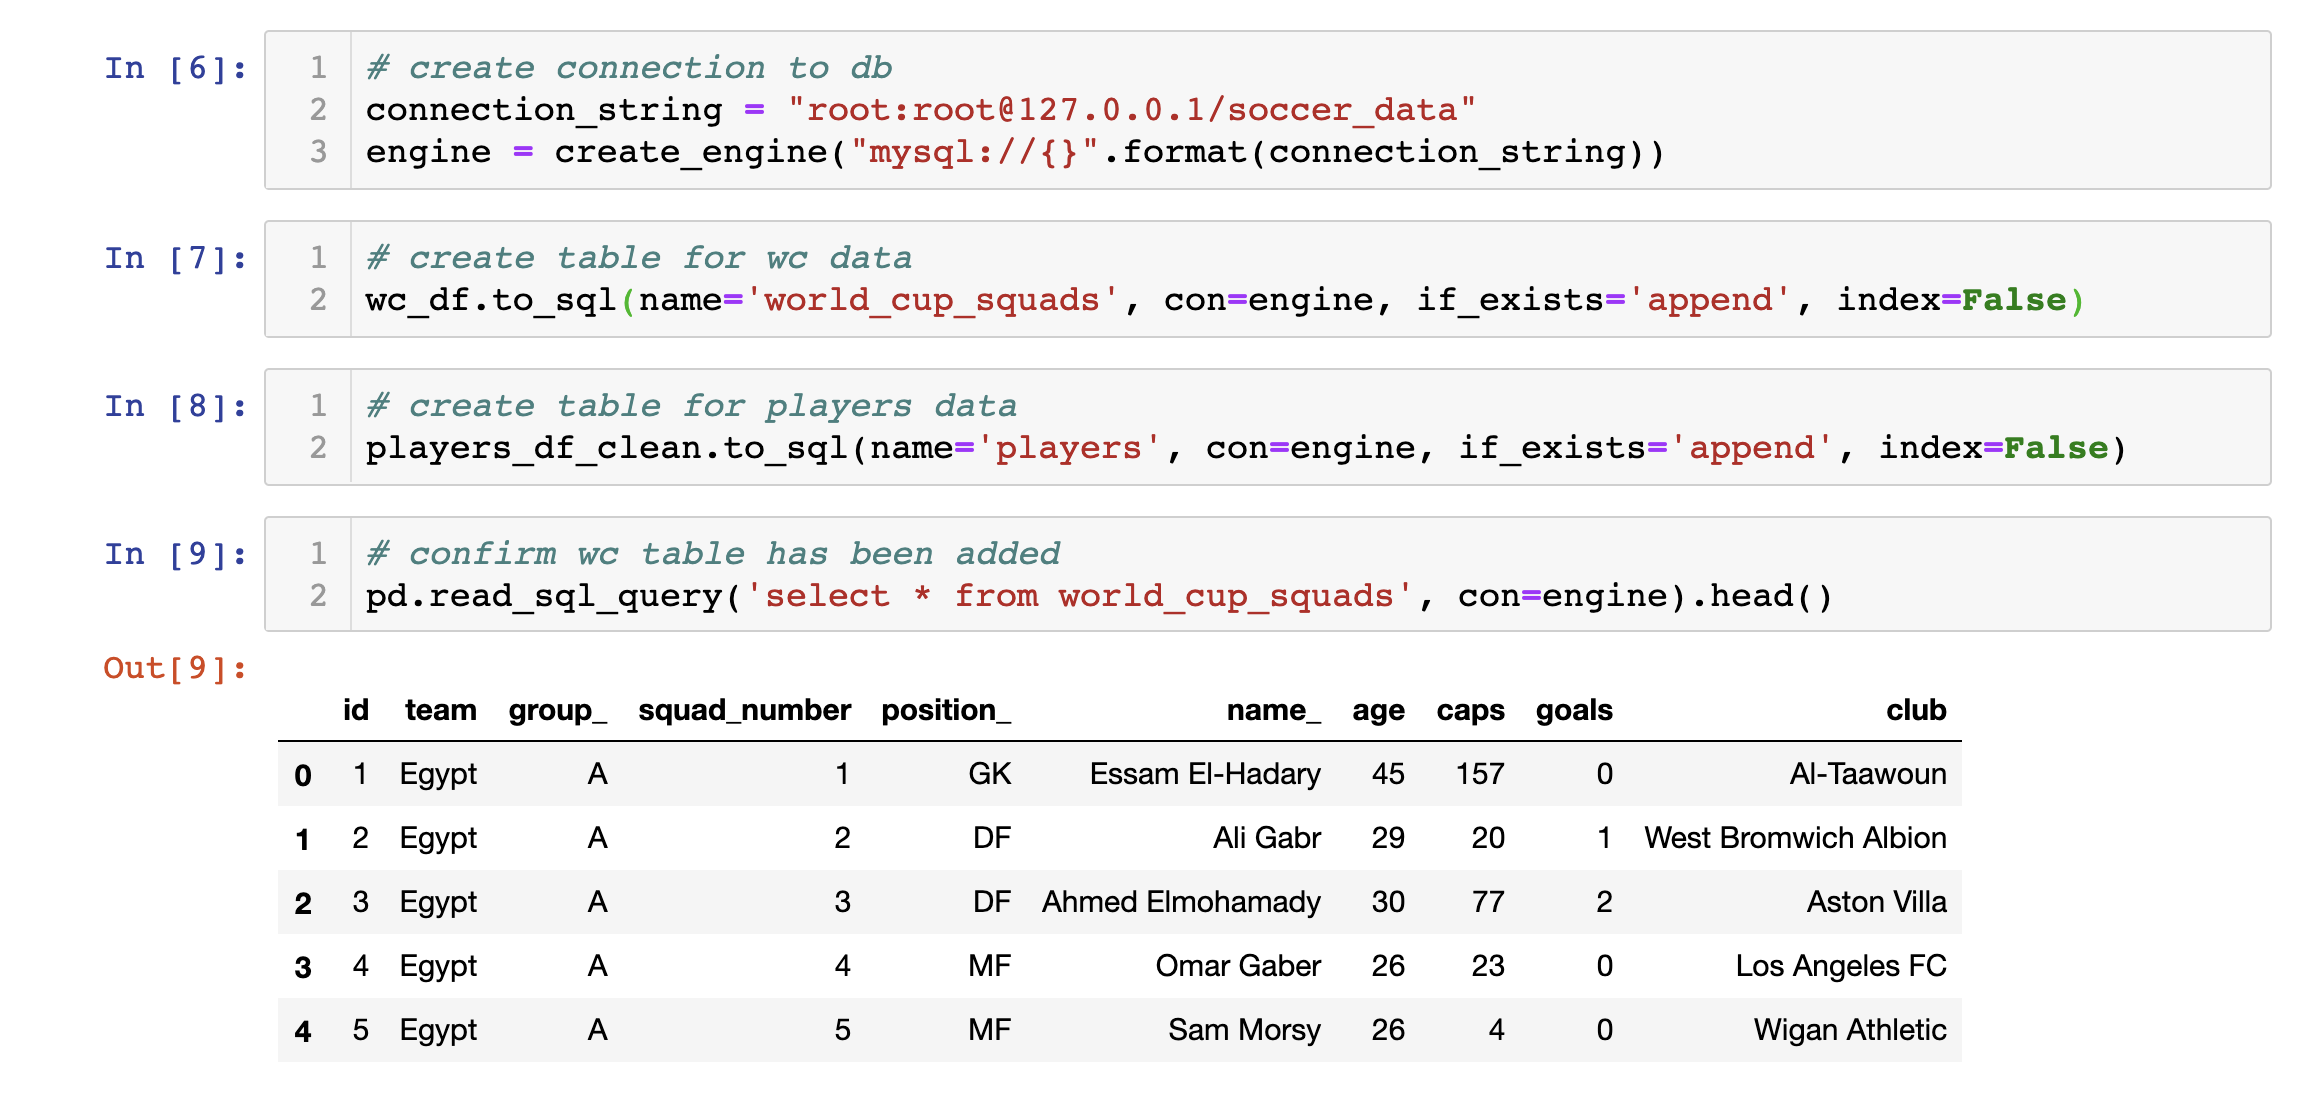 In [6]:
1 # create connection to db
2 connection_string = "root:root@127.0.0.1/soccer_data"
3 engine = create_engine("mysql://{}".format(connection_string))
In [7]:
1 # create table for wc data
2 wc_df.to_sql(name='world_cup_squads', con=engine, if_exists='append', index=False)
In [8]:
1 # create table for players data
2 players_df_clean.to_sql(name='players', con=engine, if_exists='append', index=False)
In [9]:
1 # confirm wc table has been added
2 pd.read_sql_query('select * from world_cup_squads', con=engine).head()
Out[9]:
id team group_ squad_number position_ name_ age caps goals club
0 1 Egypt A 1 GK Essam El-Hadary 45 157 0 Al-Taawoun
1 2 Egypt A 2 DF Ali Gabr 29 20 1 West Bromwich Albion
2 3 Egypt A 3 DF Ahmed Elmohamady 30 77 2 Aston Villa
3 4 Egypt A 4 MF Omar Gaber 26 23 0 Los Angeles FC
4 5 Egypt A 5 MF Sam Morsy 26 4 0 Wigan Athletic